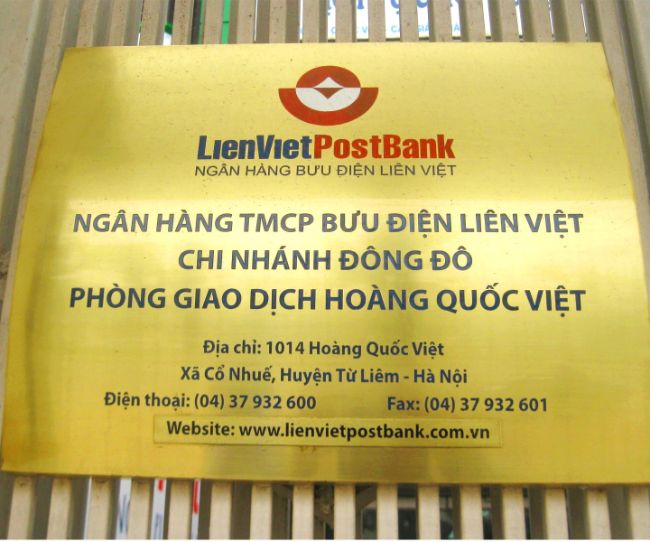 LienVietPostBank
NGÂN HÀNG BƯU ĐIỆN LIÊN VIỆT
NGÂN HÀNG TMCP BƯU ĐIỆN LIÊN VIỆT
CHI NHÁNH ĐÔNG ĐÔ
PHÒNG GIAO DỊCH HOÀNG QUỐC VIỆT
Địa chỉ: 1014 Hoàng Quốc Việt
Xã Cổ Nhuế, Huyện Từ Liêm - Hà Nội
Điện thoại: (04) 37 932 600 Fax: (04) 37 932 601
Website: www.lienvietpostbank.com.vn